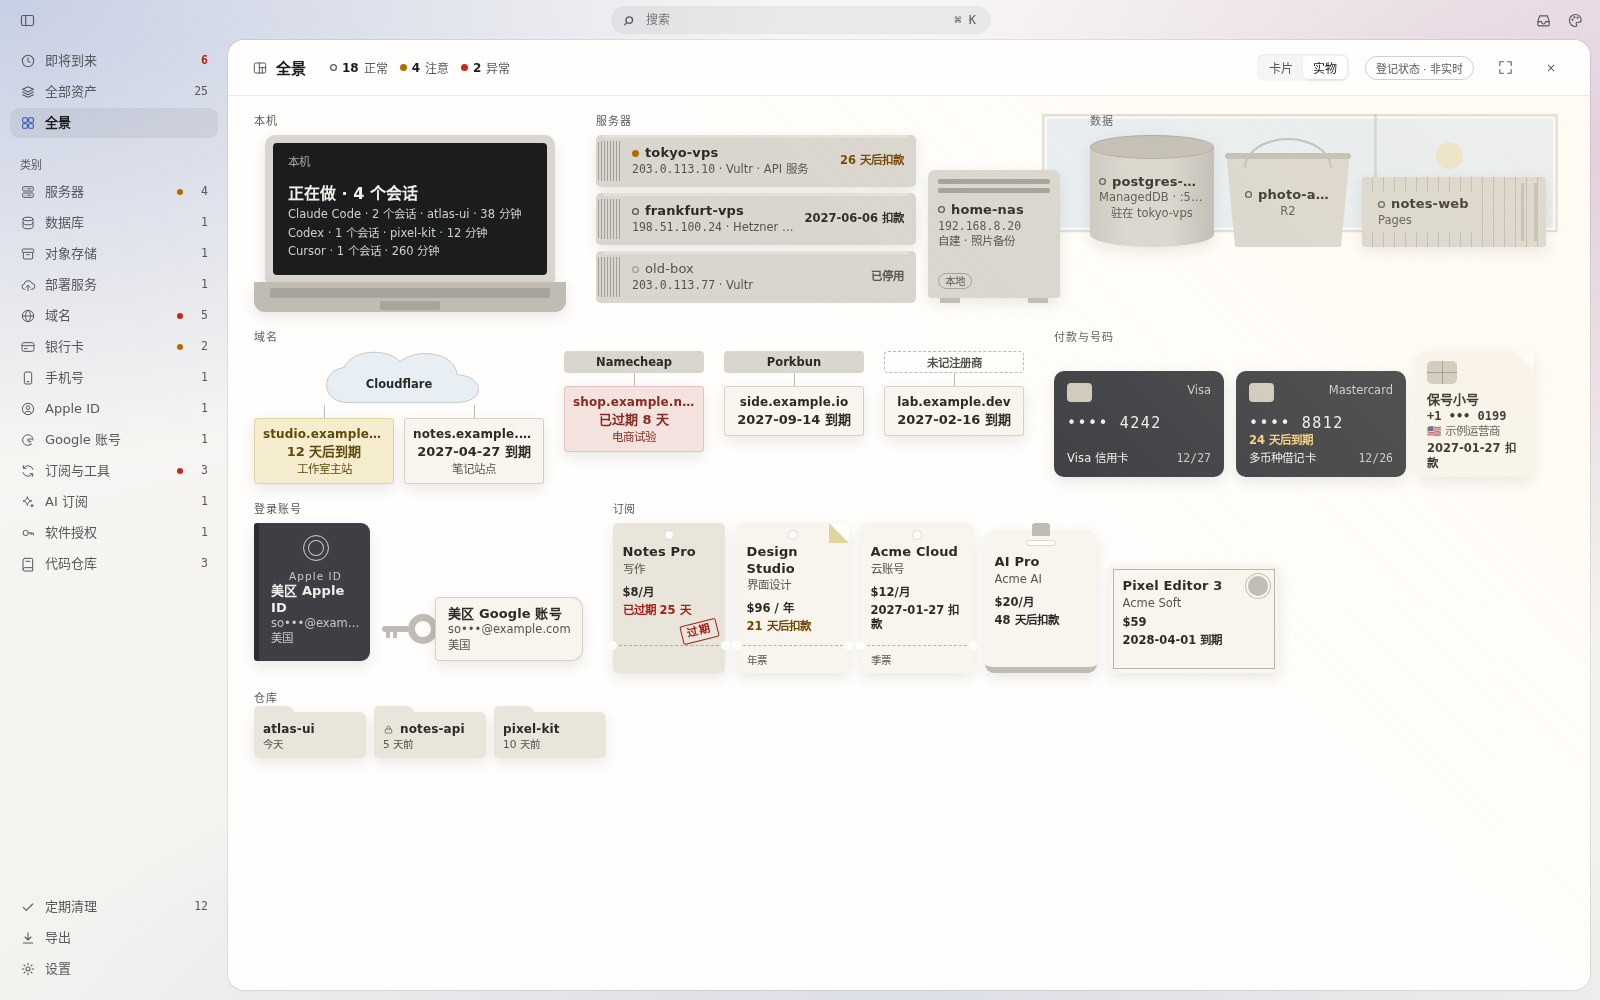 搜索
⌘ K
即将到来 6
全部资产 25
全景
类别
服务器 4
数据库 1
对象存储 1
部署服务 1
域名 5
银行卡 2
手机号 1
Apple ID 1
Google 账号 1
订阅与工具 3
AI 订阅 1
软件授权 1
代码仓库 3
定期清理 12
导出
设置
全景 18 正常 4 注意 2 异常
卡片 实物 登记状态 · 非实时 ×
本机
本机
正在做 · 4 个会话
Claude Code · 2 个会话 · atlas-ui · 38 分钟
Codex · 1 个会话 · pixel-kit · 12 分钟
Cursor · 1 个会话 · 260 分钟
服务器
tokyo-vps
203.0.113.10 · Vultr · API 服务
26 天后扣款
frankfurt-vps
198.51.100.24 · Hetzner …
2027-06-06 扣款
old-box
203.0.113.77 · Vultr
已停用
home-nas
192.168.8.20
自建 · 照片备份
本地
数据
postgres-…
ManagedDB · :5…
驻在 tokyo-vps
photo-a…
R2
notes-web
Pages
域名
Cloudflare
studio.example…
12 天后到期
工作室主站
notes.example.…
2027-04-27 到期
笔记站点
Namecheap
shop.example.n…
已过期 8 天
电商试验
Porkbun
side.example.io
2027-09-14 到期
未记注册商
lab.example.dev
2027-02-16 到期
付款与号码
Visa
•••• 4242
Visa 信用卡 12/27
Mastercard
•••• 8812
24 天后到期
多币种借记卡 12/26
保号小号
+1 ••• 0199
🇺🇸 示例运营商
2027-01-27 扣
款
登录账号
Apple ID
美区 Apple
ID
so•••@exam…
美国
美区 Google 账号
so•••@example.com
美国
订阅
Notes Pro
写作
$8/月
已过期 25 天
过期
Design
Studio
界面设计
$96 / 年
21 天后扣款
年票
Acme Cloud
云账号
$12/月
2027-01-27 扣
款
季票
AI Pro
Acme AI
$20/月
48 天后扣款
Pixel Editor 3
Acme Soft
$59
2028-04-01 到期
仓库
atlas-ui
今天
notes-api
5 天前
pixel-kit
10 天前